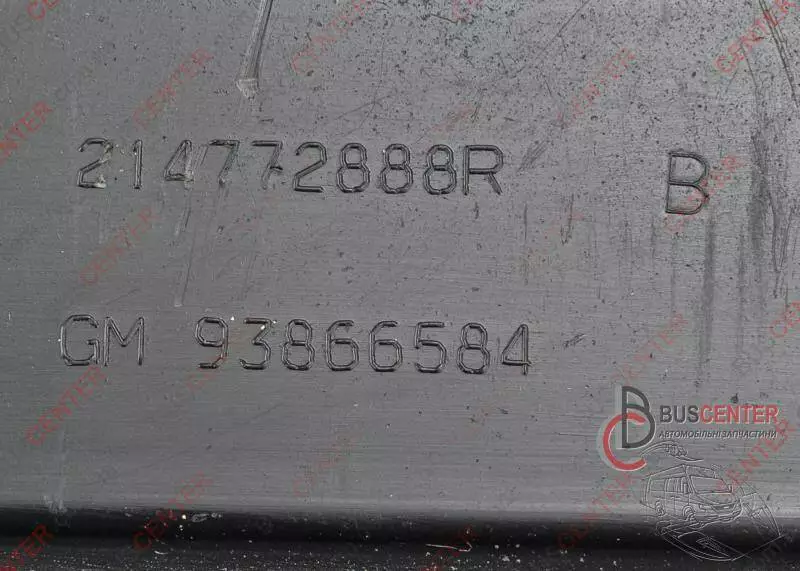 214772888R B
GM 93866584
BUSCENTER
АВТОМОБІЛЬНІ ЗАПЧАСТИНИ